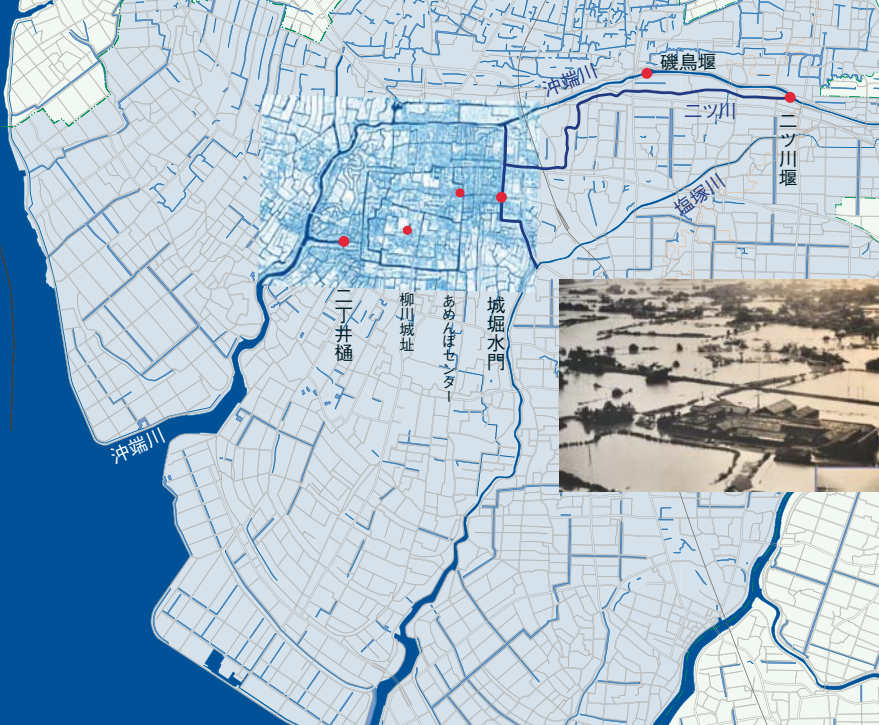 磯鳥堰
沖端川
二ツ川
二ツ川堰
塩塚川
城堀水門
あめんぼセンター
柳川城址
二丁井樋
沖端川